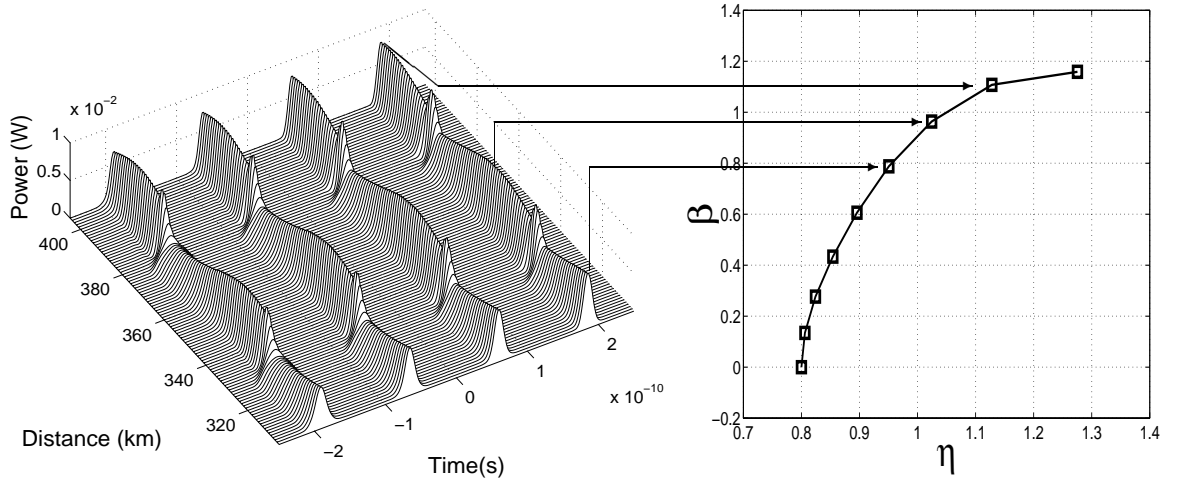 x 10⁻²
Power (W)
1
0.5
0
400
380
360
340
320
Distance (km)
−2
−1
0
1
2
x 10⁻¹⁰
Time(s)
1.4
1.2
1
0.8
0.6
0.4
0.2
0
−0.2
β
0.7 0.8 0.9 1 1.1 1.2 1.3 1.4
η